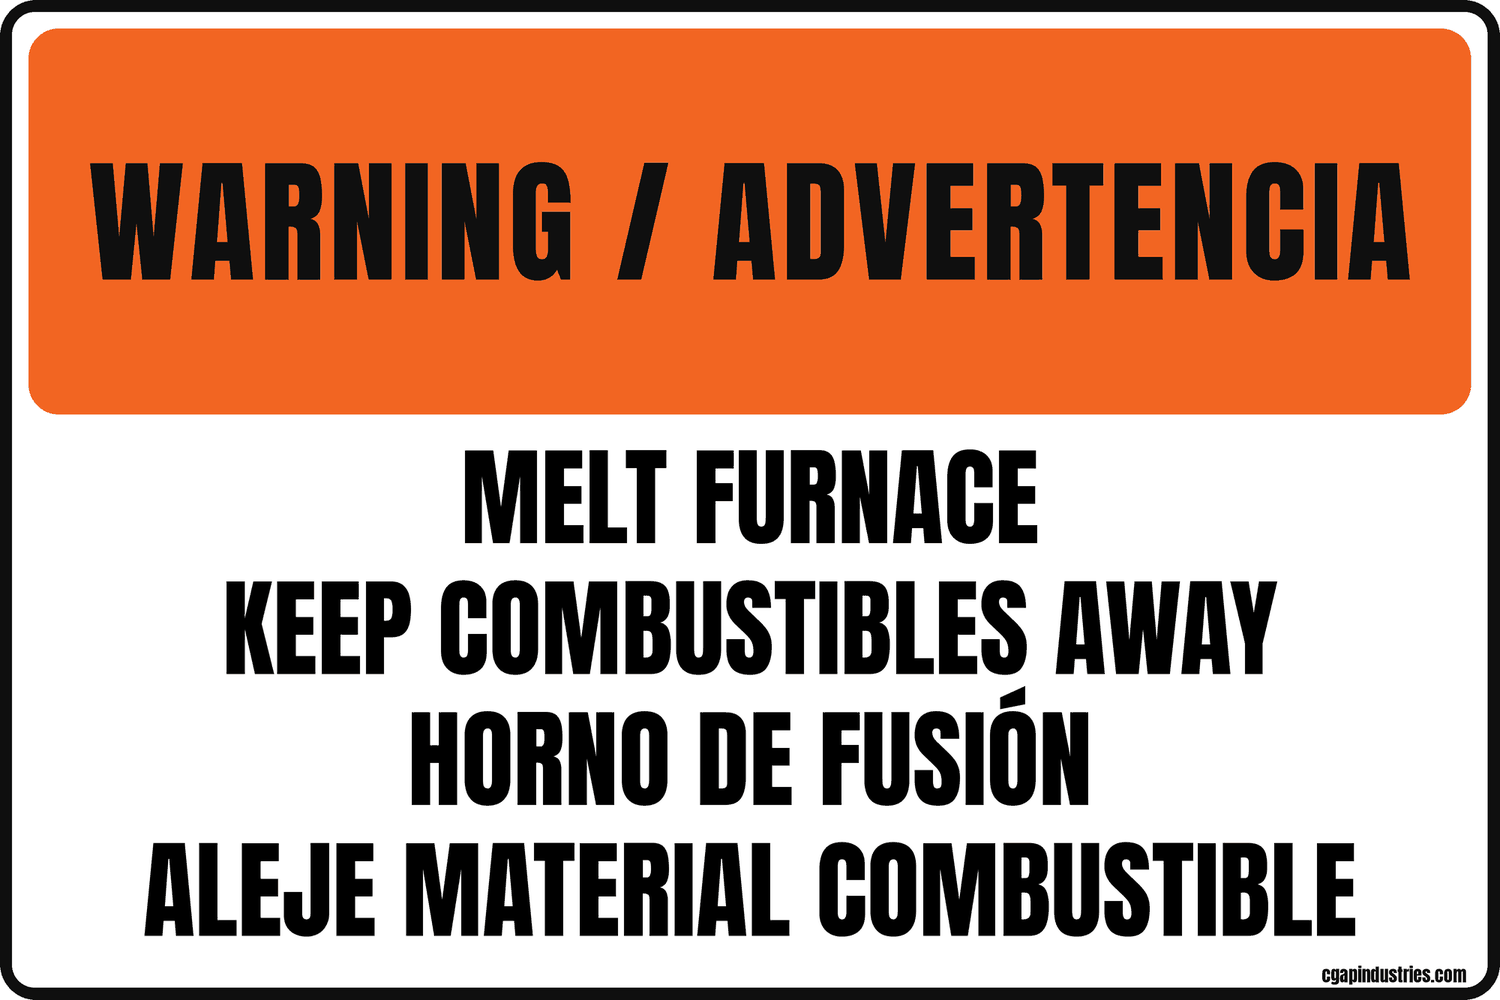 WARNING / ADVERTENCIA
MELT FURNACE
KEEP COMBUSTIBLES AWAY
HORNO DE FUSIÓN
ALEJE MATERIAL COMBUSTIBLE
cgapindustries.com